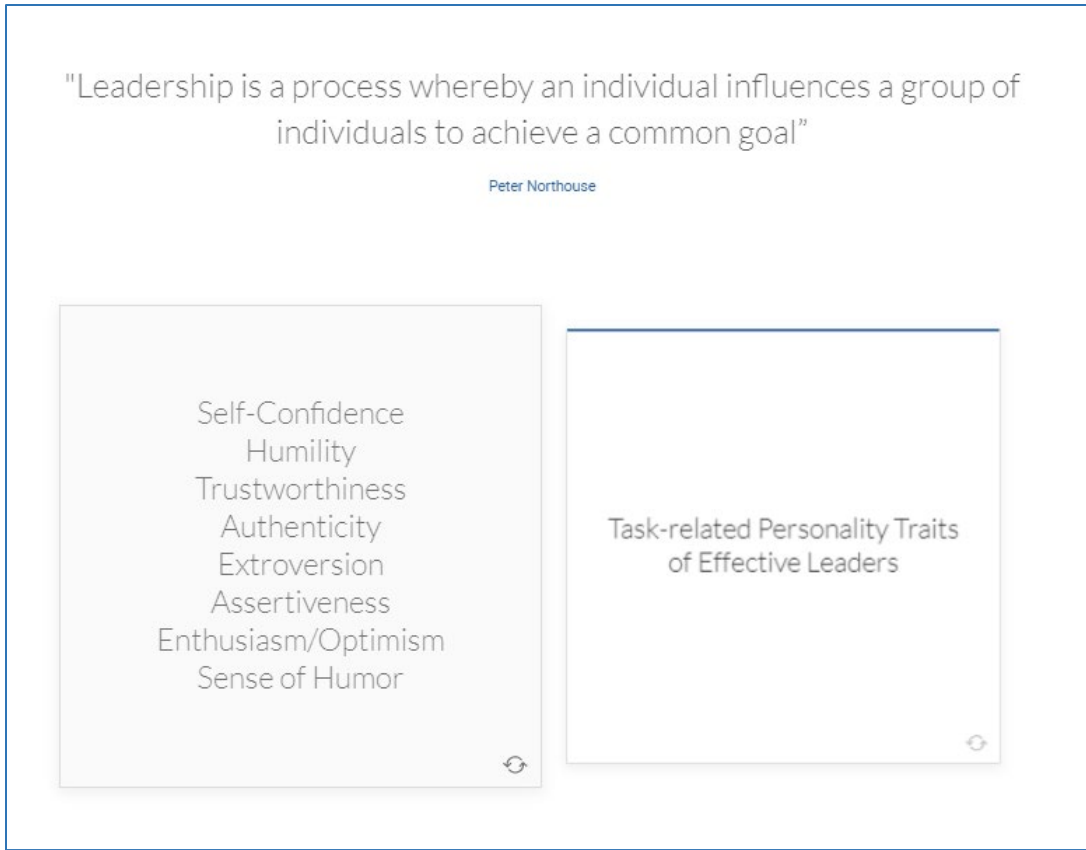 "Leadership is a process whereby an individual influences a group of
individuals to achieve a common goal”
Peter Northouse
Self-Confidence
Humility
Trustworthiness
Authenticity
Extroversion
Assertiveness
Enthusiasm/Optimism
Sense of Humor
Task-related Personality Traits
of Effective Leaders